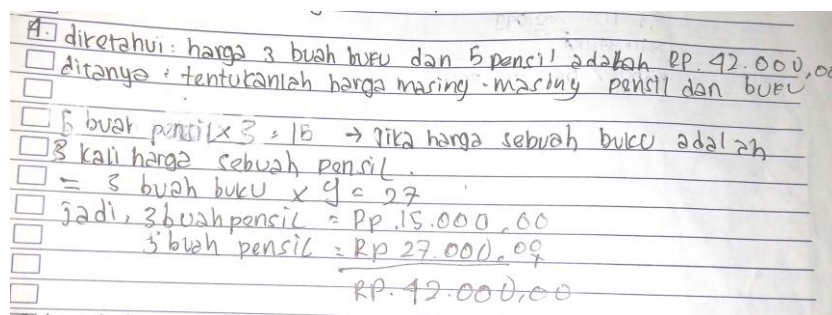 4. diketahui : harga 3 buah buku dan 5 pensil adalah RP. 42.000,00
ditanya : tentukanlah harga masing-masing pensil dan buku
5 buah pensil x 3 = 15 → Jika harga sebuah buku adalah
3 kali harga sebuah pensil.
= 3 buah buku x 9 = 27
jadi, 3 buah pensil = Rp. 15.000,00
3 buah pensil = Rp 27.000,00
RP. 42.000,00